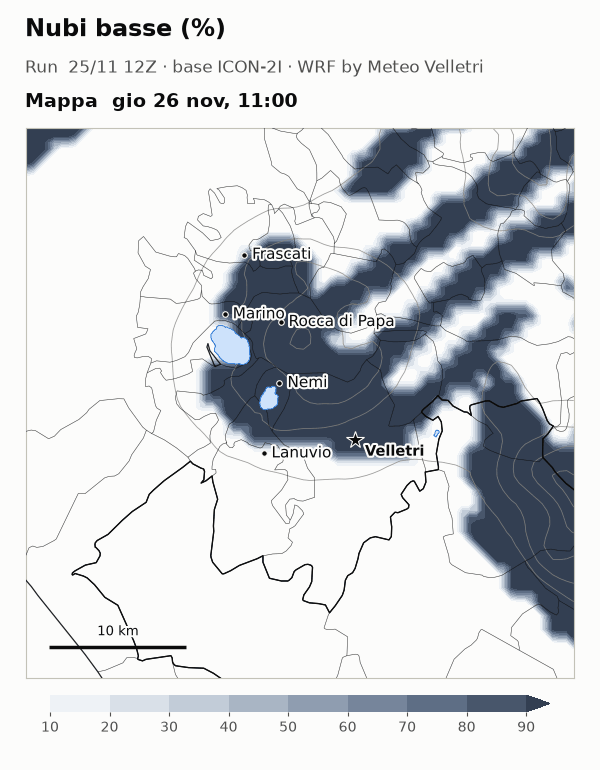 Nubi basse (%)
Run 25/11 12Z · base ICON-2I · WRF by Meteo Velletri
Mappa gio 26 nov, 11:00
Frascati
Marino
Rocca di Papa
Nemi
Velletri
Lanuvio
10 km
10 20 30 40 50 60 70 80 90